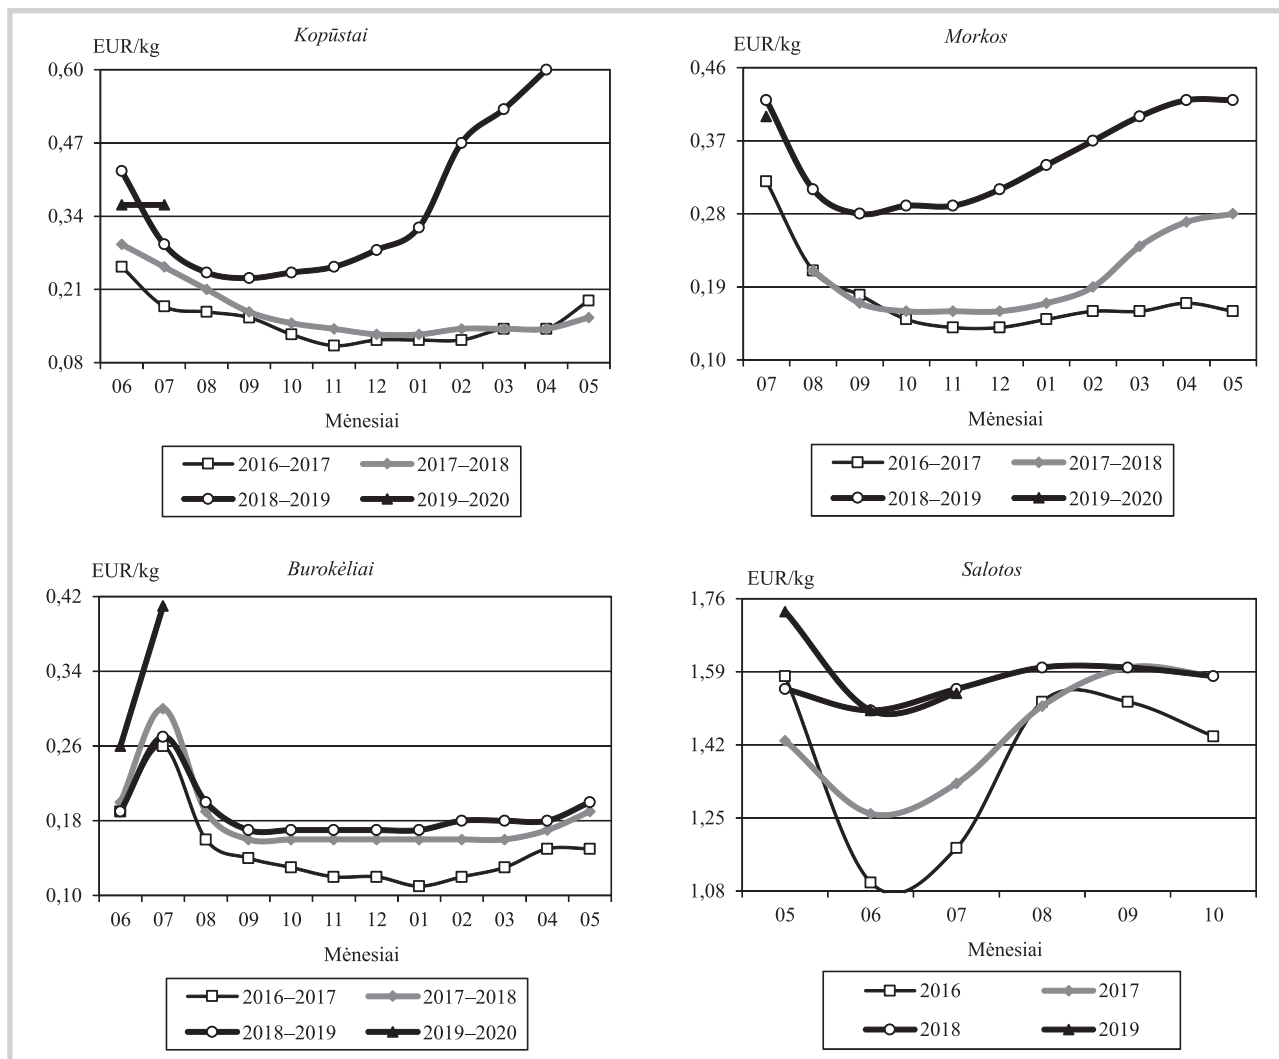 Kopūstai
EUR/kg
0,60
0,47
0,34
0,21
0,08
06 07 08 09 10 11 12 01 02 03 04 05
Mėnesiai
2016–2017 2017–2018
2018–2019 2019–2020
Morkos
EUR/kg
0,46
0,37
0,28
0,19
0,10
07 08 09 10 11 12 01 02 03 04 05
Mėnesiai
2016–2017 2017–2018
2018–2019 2019–2020
Burokėliai
EUR/kg
0,42
0,34
0,26
0,18
0,10
06 07 08 09 10 11 12 01 02 03 04 05
Mėnesiai
2016–2017 2017–2018
2018–2019 2019–2020
Salotos
EUR/kg
1,76
1,59
1,42
1,25
1,08
05 06 07 08 09 10
Mėnesiai
2016 2017
2018 2019